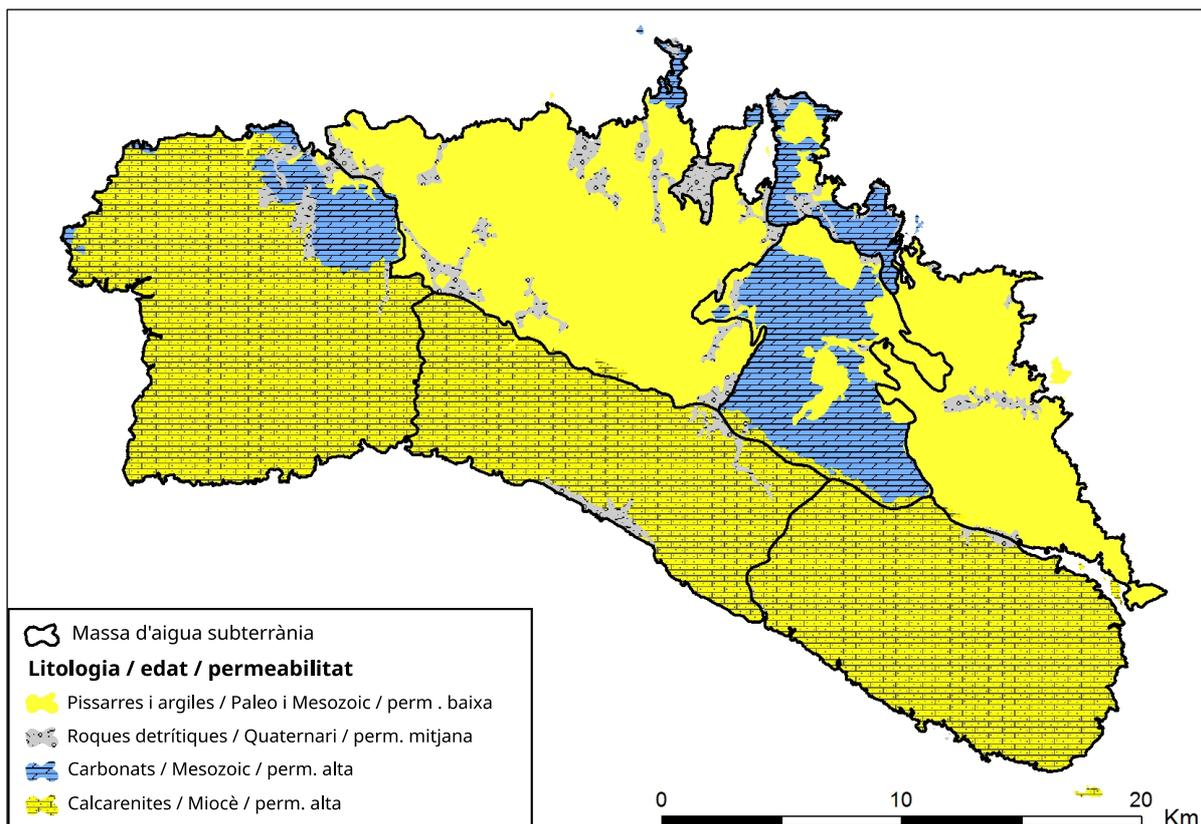 Massa d'aigua subterrània
Litologia / edat / permeabilitat
Pissarres i argiles / Paleo i Mesozoic / perm . baixa
Roques detrítiques / Quaternari / perm. mitjana
Carbonats / Mesozoic / perm. alta
Calcarenites / Miocè / perm. alta
0 10 20
Km